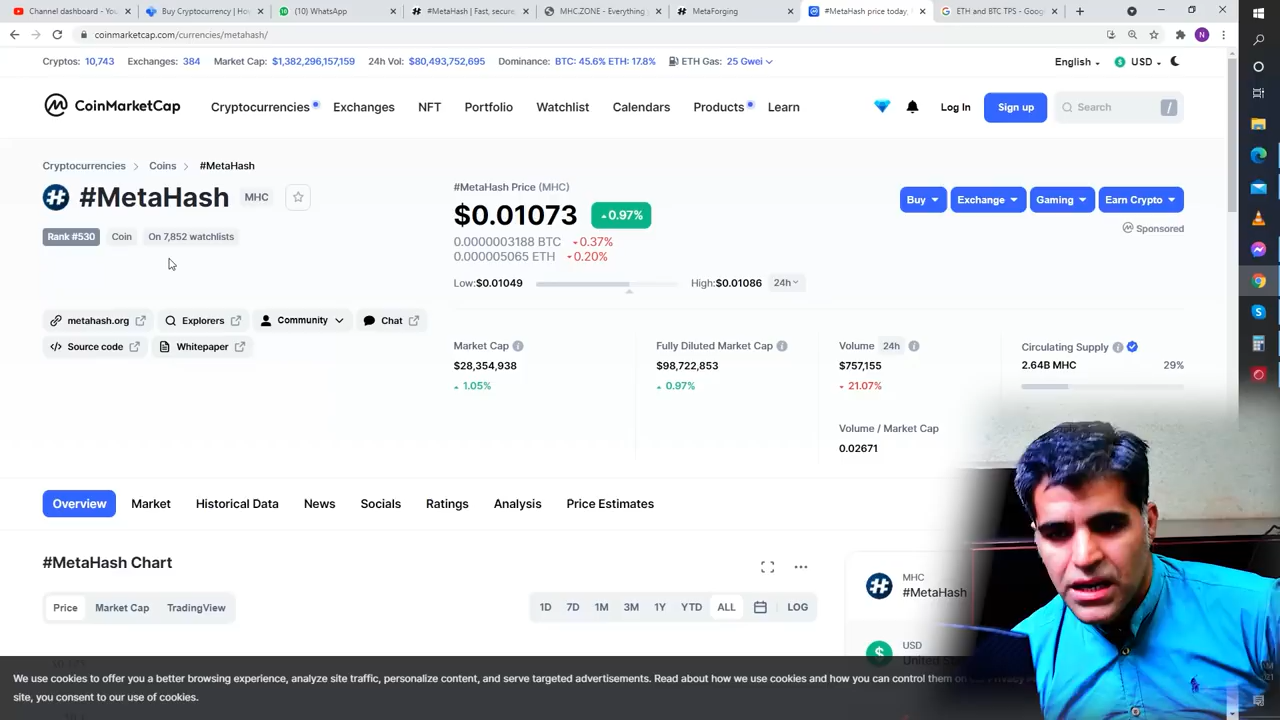 Channel dashboard - You
Buy Cryptocurrency | Ho
(10) WhatsApp
#MetaHash | Fast, secure,
MHC.ZONE - Everything y
MetaForging
#MetaHash price today,
ETH and BTC TPS - Goog
coinmarketcap.com/currencies/metahash/
Cryptos: 10,743 Exchanges: 384 Market Cap: $1,382,296,157,159 24h Vol: $80,493,752,695 Dominance: BTC: 45.6% ETH: 17.8% ETH Gas: 25 Gwei English USD
CoinMarketCap Cryptocurrencies Exchanges NFT Portfolio Watchlist Calendars Products Learn Log In Sign up Search /
Cryptocurrencies Coins #MetaHash
#MetaHash MHC
Rank #530 Coin On 7,852 watchlists
metahash.org Explorers Community Chat
Source code Whitepaper
#MetaHash Price (MHC)
$0.01073 0.97%
0.0000003188 BTC 0.37%
0.000005065 ETH 0.20%
Low:$0.01049 High:$0.01086 24h
Buy Exchange Gaming Earn Crypto
Sponsored
Market Cap
$28,354,938
1.05%
Fully Diluted Market Cap
$98,722,853
0.97%
Volume 24h
$757,155
21.07%
Volume / Market Cap
0.02671
Circulating Supply
2.64B MHC 29%
Overview Market Historical Data News Socials Ratings Analysis Price Estimates
#MetaHash Chart
Price Market Cap TradingView
1D 7D 1M 3M 1Y YTD ALL LOG
MHC
#MetaHash
USD
We use cookies to offer you a better browsing experience, analyze site traffic, personalize content, and serve targeted advertisements. Read about how we use cookies and how you can control them
site, you consent to our use of cookies.